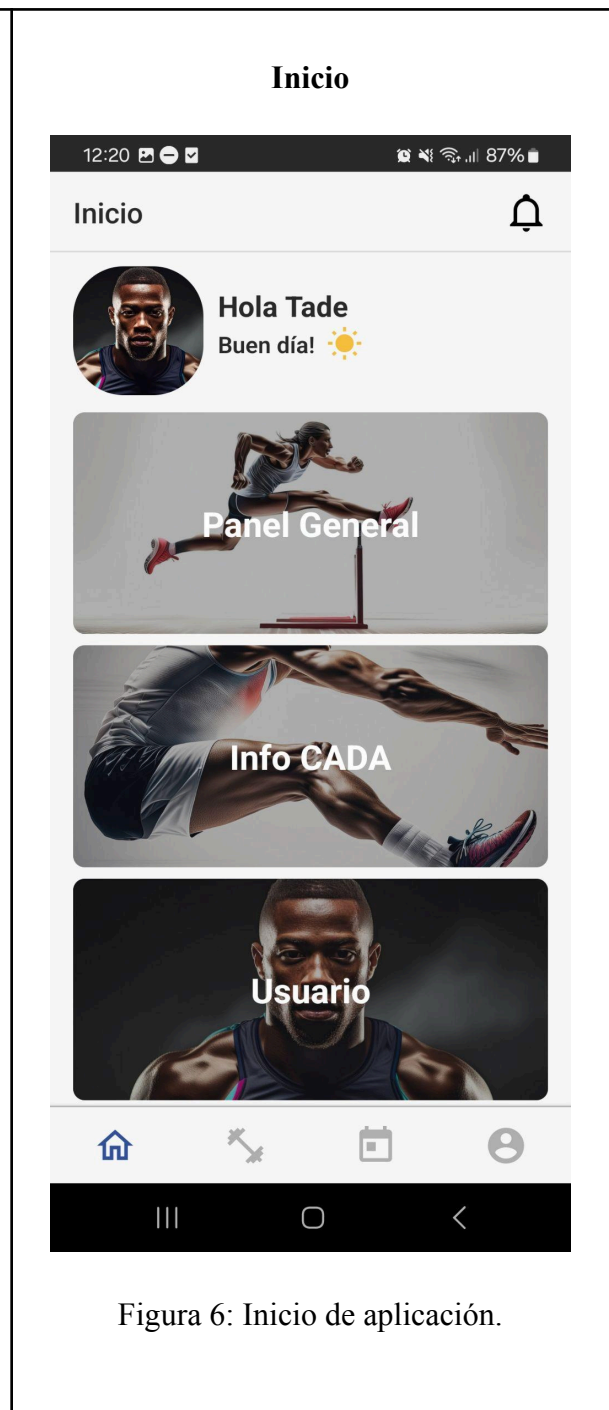 Inicio
12:20 87%
Inicio
Hola Tade
Buen día!
Panel General
Info CADA
Usuario
Figura 6: Inicio de aplicación.